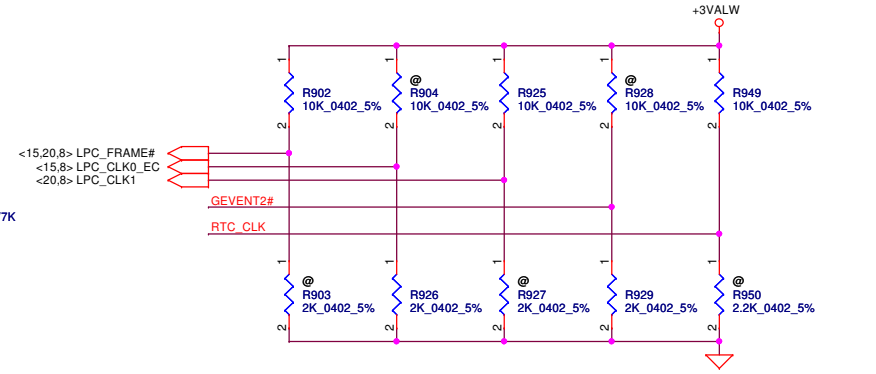 +3VALW
1 1 1 1 1
@ @
R902 R904 R925 R928 R949
10K_0402_5% 10K_0402_5% 10K_0402_5% 10K_0402_5% 10K_0402_5%
2 2 2 2 2
<15,20,8> LPC_FRAME#
<15,8> LPC_CLK0_EC
<20,8> LPC_CLK1
GEVENT2#
7K
RTC_CLK
1 1 1 1 1
@ @ @
R903 R926 R927 R929 R950
2K_0402_5% 2K_0402_5% 2K_0402_5% 2K_0402_5% 2.2K_0402_5%
2 2 2 2 2